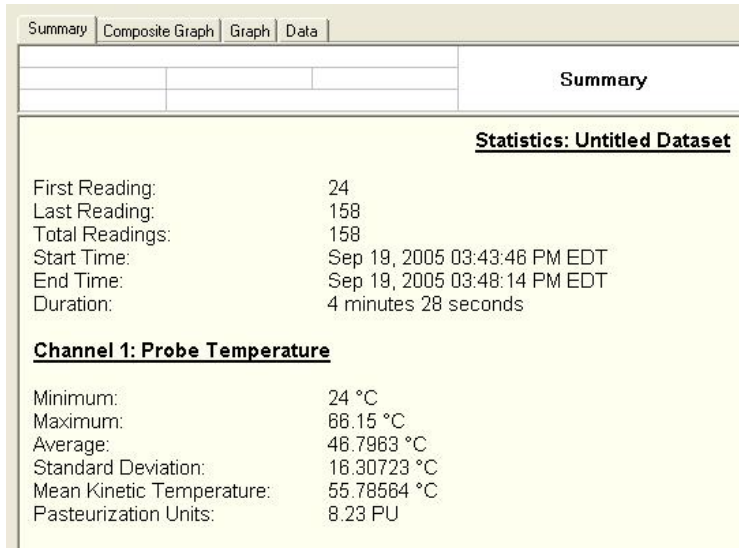 Summary Composite Graph Graph Data
Summary
Statistics: Untitled Dataset
First Reading: 24
Last Reading: 158
Total Readings: 158
Start Time: Sep 19, 2005 03:43:46 PM EDT
End Time: Sep 19, 2005 03:48:14 PM EDT
Duration: 4 minutes 28 seconds
Channel 1: Probe Temperature
Minimum: 24 °C
Maximum: 66.15 °C
Average: 46.7963 °C
Standard Deviation: 16.30723 °C
Mean Kinetic Temperature: 55.78564 °C
Pasteurization Units: 8.23 PU